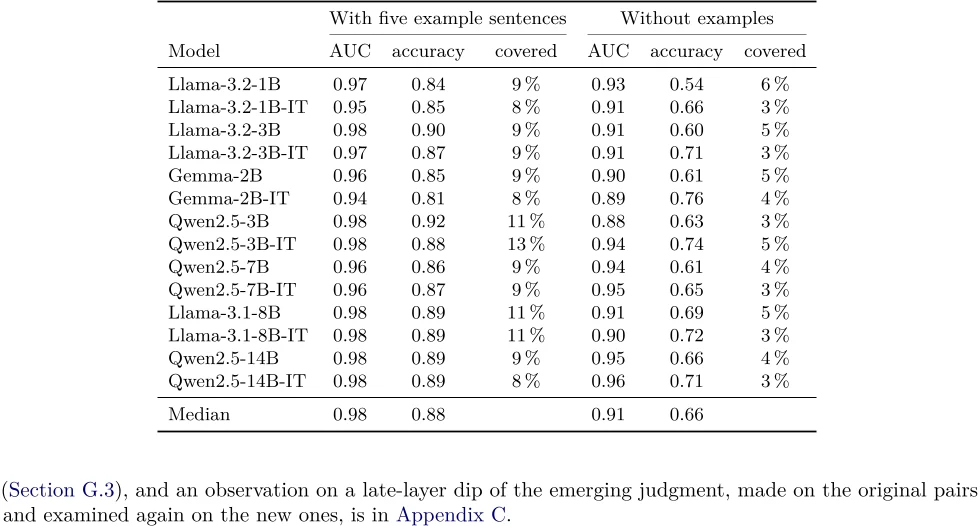 With five example sentences Without examples
Model AUC accuracy covered AUC accuracy covered
Llama-3.2-1B 0.97 0.84 9 % 0.93 0.54 6 %
Llama-3.2-1B-IT 0.95 0.85 8 % 0.91 0.66 3 %
Llama-3.2-3B 0.98 0.90 9 % 0.91 0.60 5 %
Llama-3.2-3B-IT 0.97 0.87 9 % 0.91 0.71 3 %
Gemma-2B 0.96 0.85 9 % 0.90 0.61 5 %
Gemma-2B-IT 0.94 0.81 8 % 0.89 0.76 4 %
Qwen2.5-3B 0.98 0.92 11 % 0.88 0.63 3 %
Qwen2.5-3B-IT 0.98 0.88 13 % 0.94 0.74 5 %
Qwen2.5-7B 0.96 0.86 9 % 0.94 0.61 4 %
Qwen2.5-7B-IT 0.96 0.87 9 % 0.95 0.65 3 %
Llama-3.1-8B 0.98 0.89 11 % 0.91 0.69 5 %
Llama-3.1-8B-IT 0.98 0.89 11 % 0.90 0.72 3 %
Qwen2.5-14B 0.98 0.89 9 % 0.95 0.66 4 %
Qwen2.5-14B-IT 0.98 0.89 8 % 0.96 0.71 3 %
Median 0.98 0.88 0.91 0.66
(Section G.3), and an observation on a late-layer dip of the emerging judgment, made on the original pairs
and examined again on the new ones, is in Appendix C.